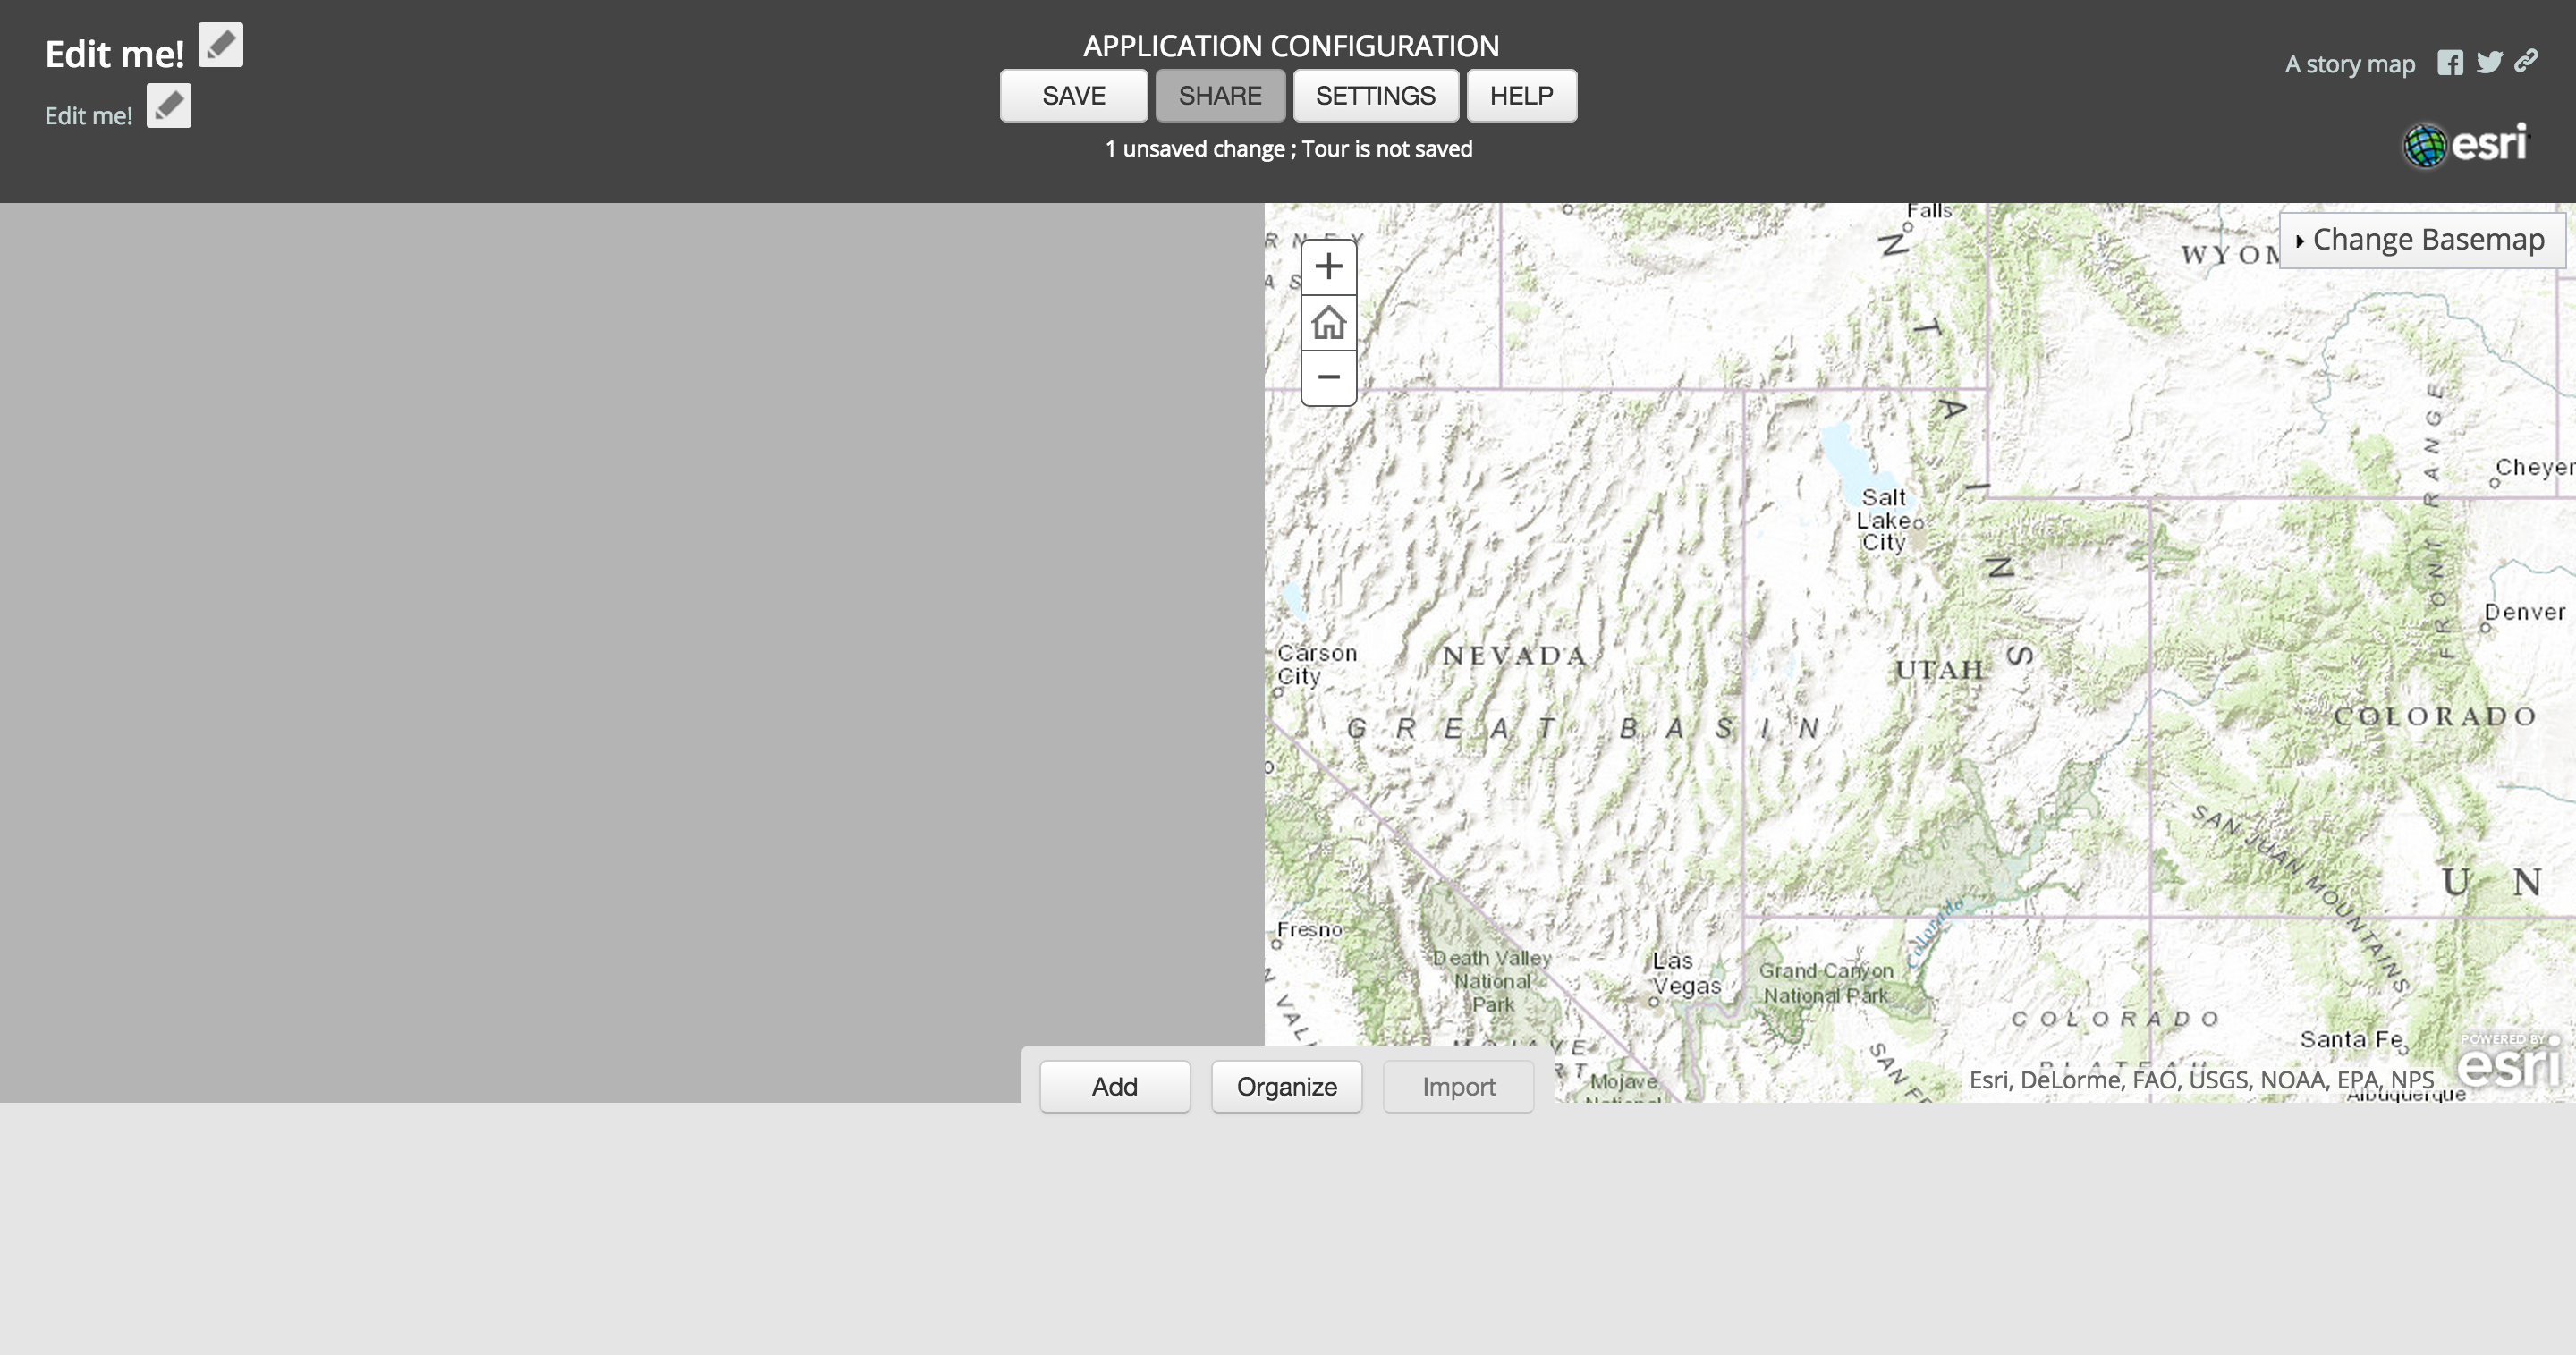 Edit me!
Edit me!
APPLICATION CONFIGURATION
SAVE SHARE SETTINGS HELP
1 unsaved change ; Tour is not saved
A story map
esri
Change Basemap
Falls
Salt
Lake
City
Carson
City
NEVADA
UTAH
GREAT BASIN
FRONT RANGE
Denver
COLORADO
SAN JUAN MOUNTAINS
U N
Fresno
Death Valley
National
Park
Las
Vegas
Grand Canyon
National Park
Colorado
COLORADO
PLATEAU
Santa Fe
Mojave
Albuquerque
POWERED BY
esri
Esri, DeLorme, FAO, USGS, NOAA, EPA, NPS
Add Organize Import